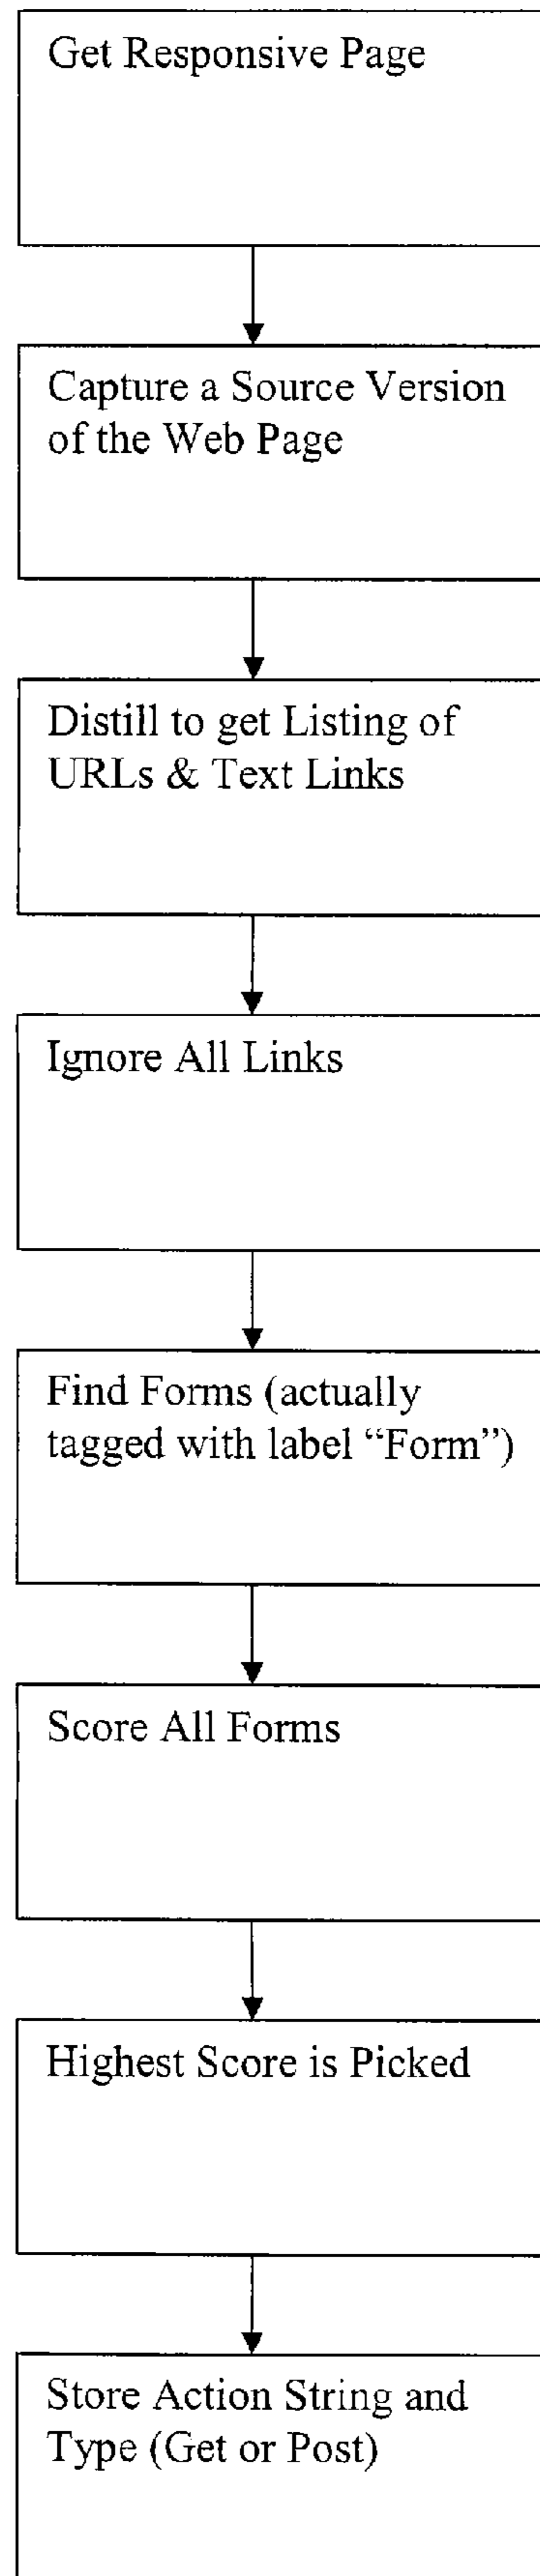 Get Responsive Page
Capture a Source Version
of the Web Page
Distill to get Listing of
URLs & Text Links
Ignore All Links
Find Forms (actually
tagged with label “Form”)
Score All Forms
Highest Score is Picked
Store Action String and
Type (Get or Post)